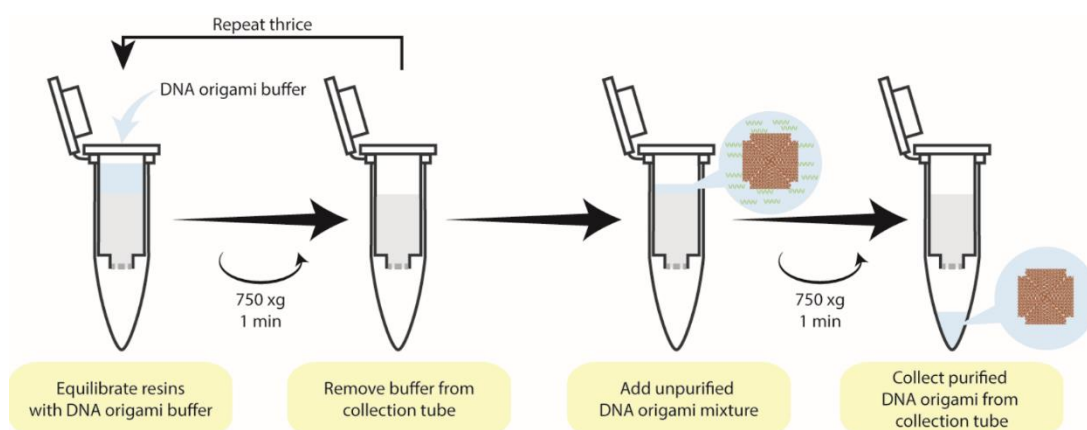 Repeat thrice
DNA origami buffer
750 xg
1 min
750 xg
1 min
Equilibrate resins
with DNA origami buffer
Remove buffer from
collection tube
Add unpurified
DNA origami mixture
Collect purified
DNA origami from
collection tube